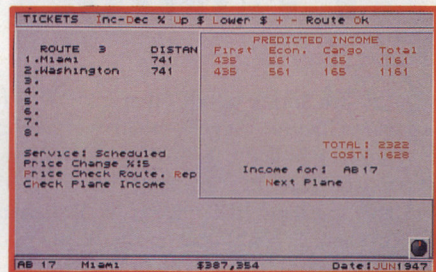 TICKETS Inc-Dec % Up $ Lower $ + - Route Ok
ROUTE 3 DISTAN
1.Miami 741
2.Washington 741
3.
4.
5.
6.
7.
8.
Service: Scheduled
Price Change %:5
Price Check Route. Rep
Check Plane Income
PREDICTED INCOME
First Econ. Cargo Total
435 561 165 1161
435 561 165 1161
TOTAL: 2322
COST: 1628
Income for: AB17
Next Plane
AB 17 Miami $387,354 Date:JUN1947